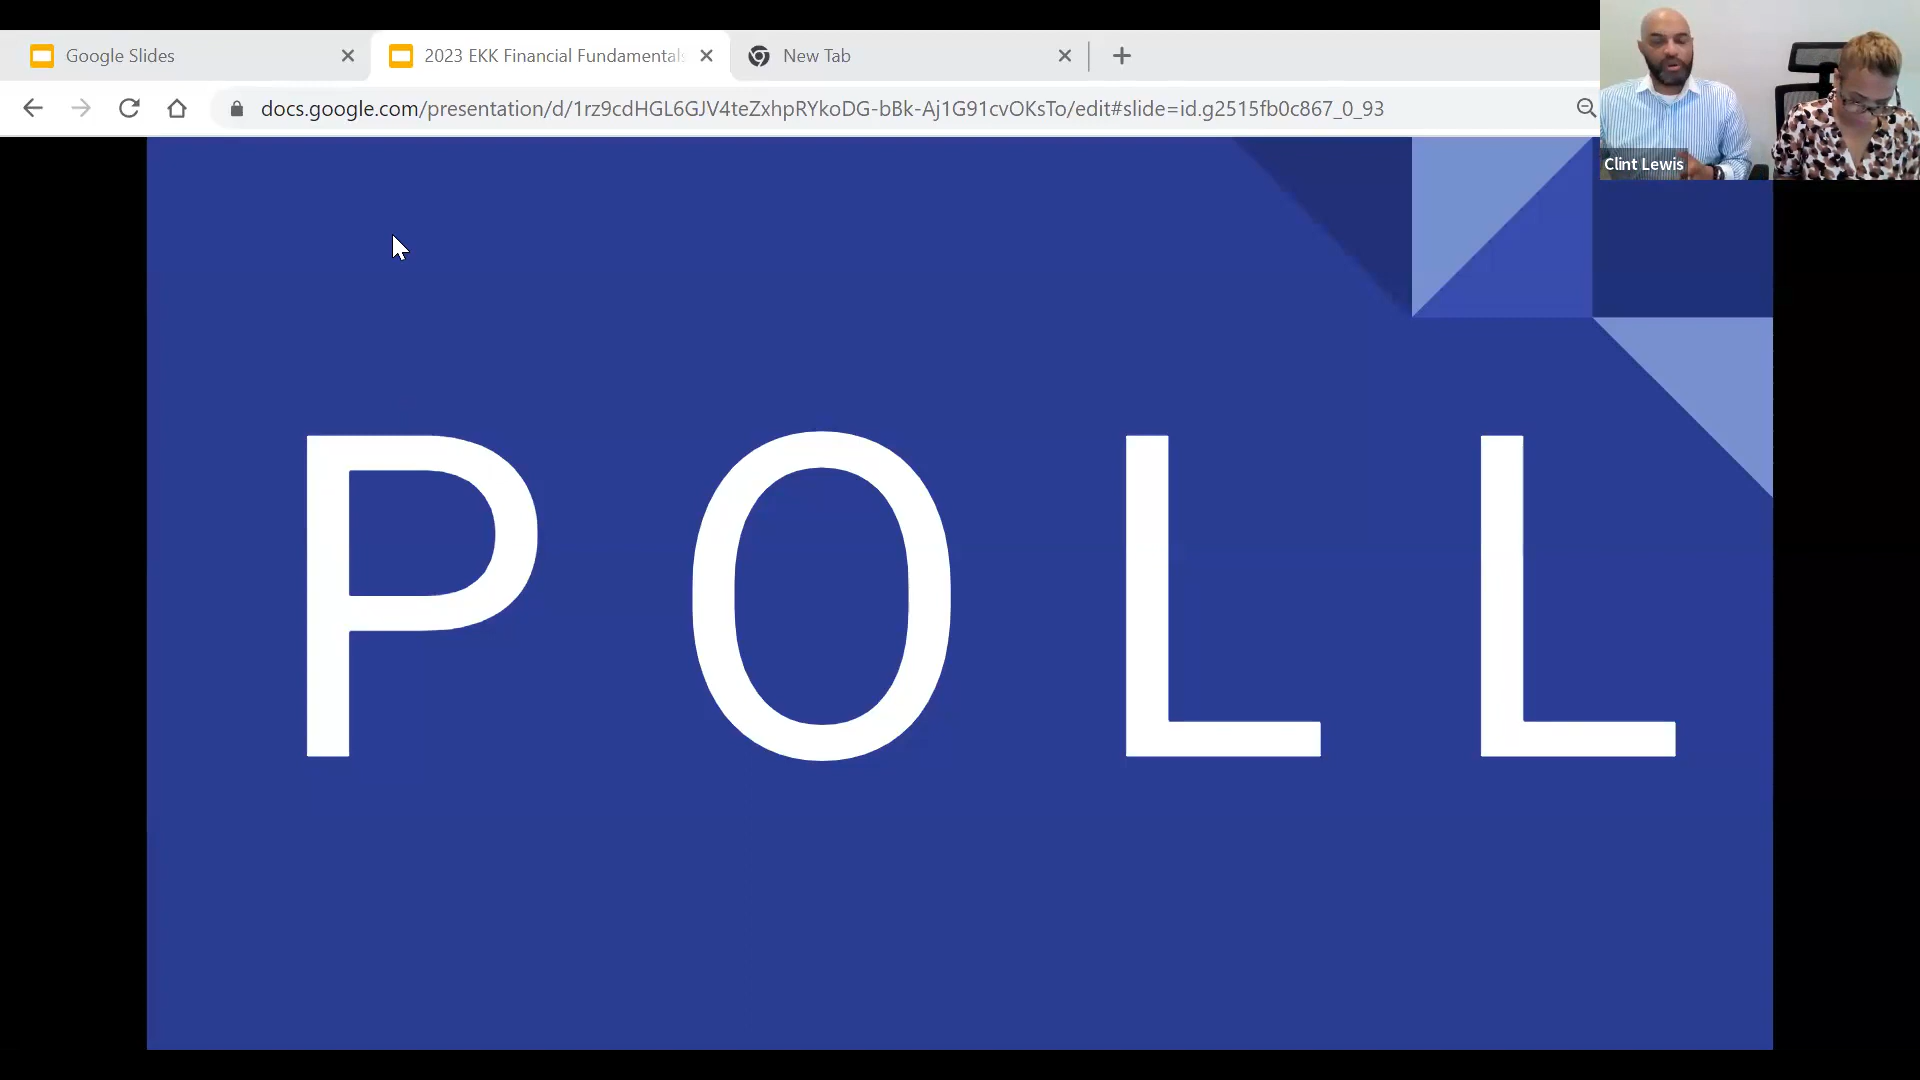 Google Slides
2023 EKK Financial Fundamentals
New Tab
docs.google.com/presentation/d/1rz9cdHGL6GJV4teZxhpRYkoDG-bBk-Aj1G91cvOKsTo/edit#slide=id.g2515fb0c867_0_93
Clint Lewis
POLL